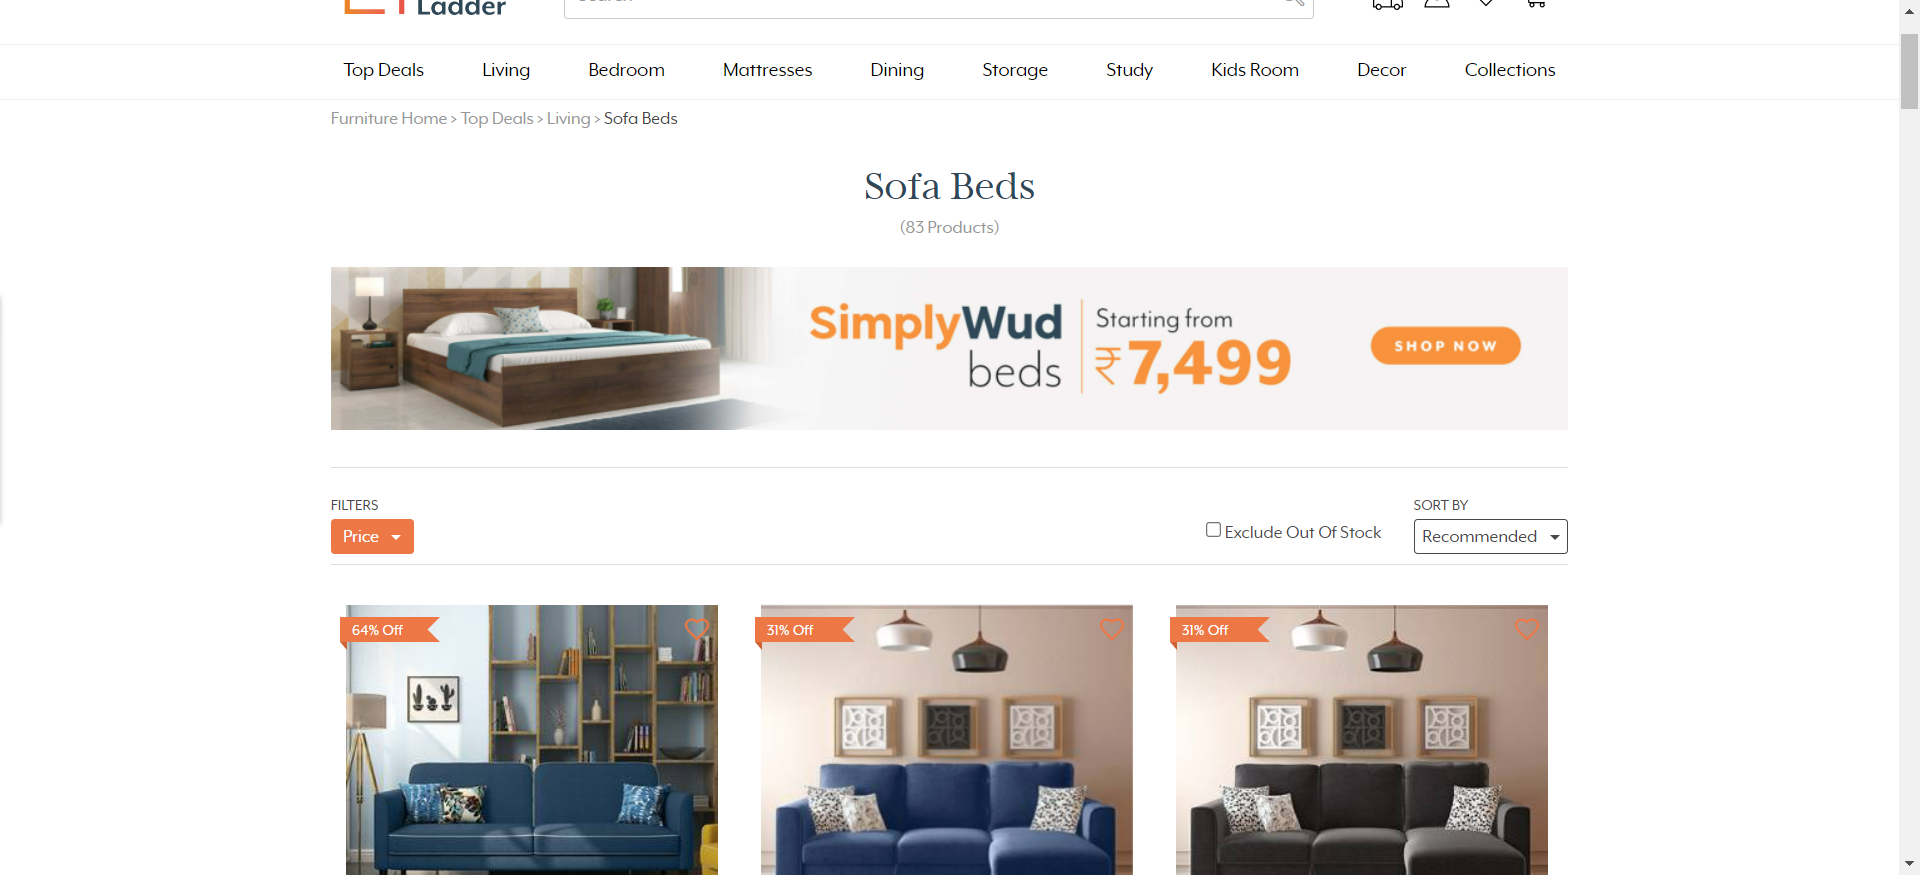 Ladder
Top Deals Living Bedroom Mattresses Dining Storage Study Kids Room Decor Collections
Furniture Home > Top Deals > Living > Sofa Beds
Sofa Beds
(83 Products)
SimplyWud
beds
Starting from
₹7,499
SHOP NOW
FILTERS
Price
Exclude Out Of Stock
SORT BY
Recommended
64% Off
31% Off
31% Off